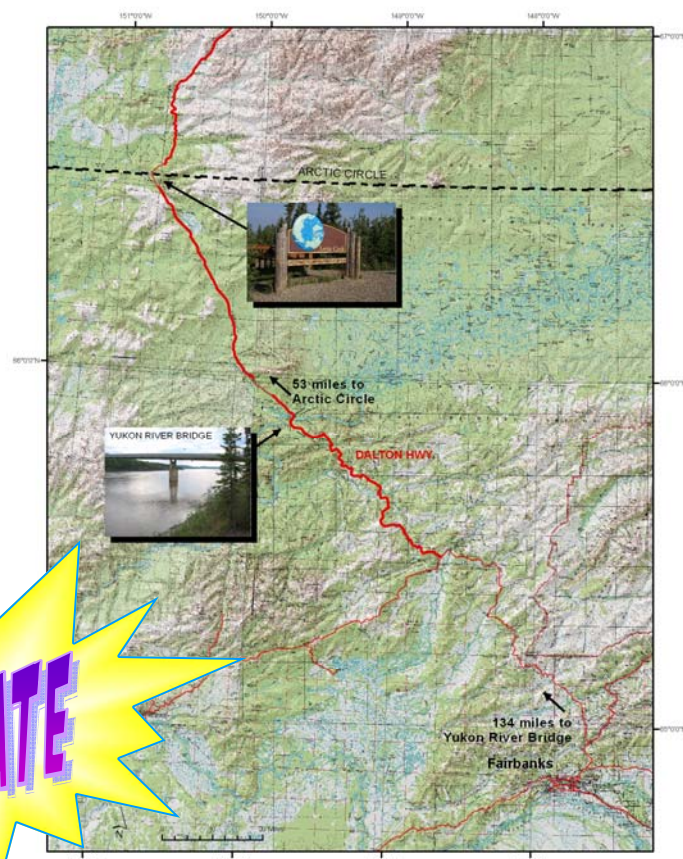 151°0'0"W
150°0'0"W
149°0'0"W
148°0'0"W
ARCTIC CIRCLE
66°0'0"N
53 miles to
Arctic Circle
YUKON RIVER BRIDGE
DALTON HWY.
134 miles to
Yukon River Bridge
Fairbanks
ITE
N